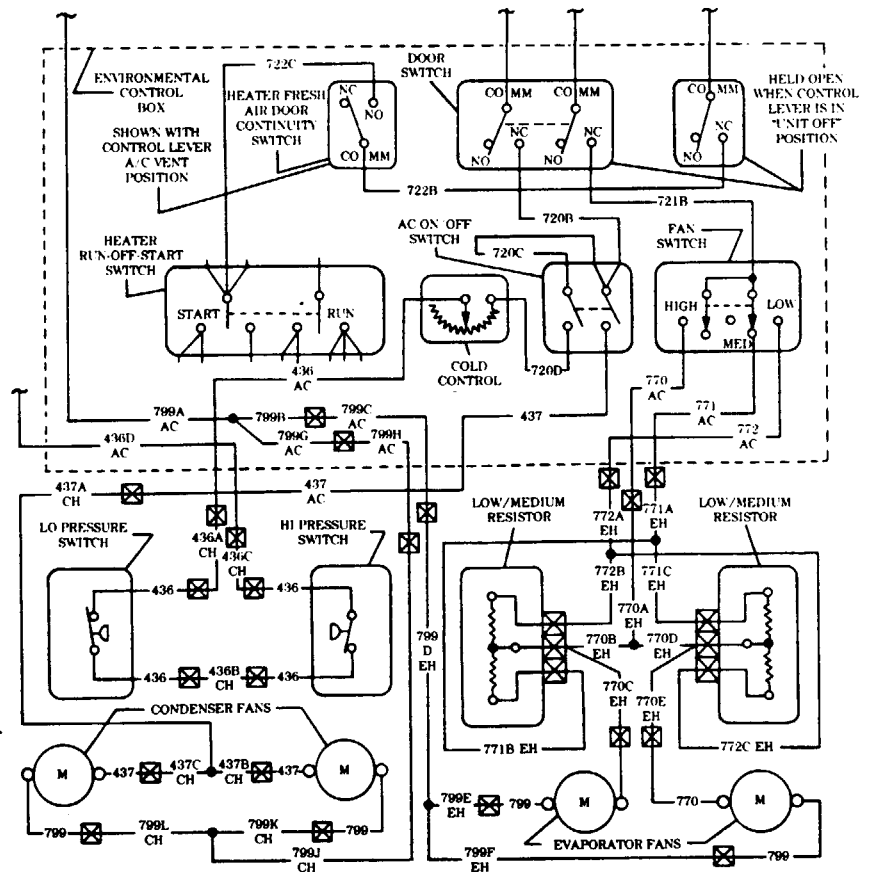 722C
DOOR
SWITCH
ENVIRONMENTAL
CONTROL
BOX
HEATER FRESH
AIR DOOR
CONTINUITY
SWITCH
NC
NO
CO MM
CO MM
CO MM
CO MM
HELD OPEN
WHEN CONTROL
LEVER IS IN
"UNIT OFF"
POSITION
SHOWN WITH
CONTROL LEVER
A/C VENT
POSITION
NC
NC
NC
NO
NO
NO
722B
721B
720B
AC ON/OFF
SWITCH
720C
FAN
SWITCH
HEATER
RUN-OFF-START
SWITCH
START
RUN
HIGH
LOW
MED
COLD
CONTROL
720D
436
AC
770
AC
771
AC
772
AC
799A
AC
799B
799C
AC
437
436D
AC
799G
AC
799H
AC
437A
CH
437
AC
LO PRESSURE
SWITCH
436A
CH
436C
CH
HI PRESSURE
SWITCH
LOW/MEDIUM
RESISTOR
772A
EH
771A
EH
LOW/MEDIUM
RESISTOR
772B
EH
771C
EH
436
436
770A
EH
799
D
EH
770B
EH
770D
EH
436
436B
CH
436
770C
EH
770E
EH
CONDENSER FANS
771B EH
772C EH
M
437
437C
CH
437B
CH
437
M
799E
EH
799
M
770
M
799
799L
CH
799K
CH
799
799J
CH
EVAPORATOR FANS
799F
EH
799